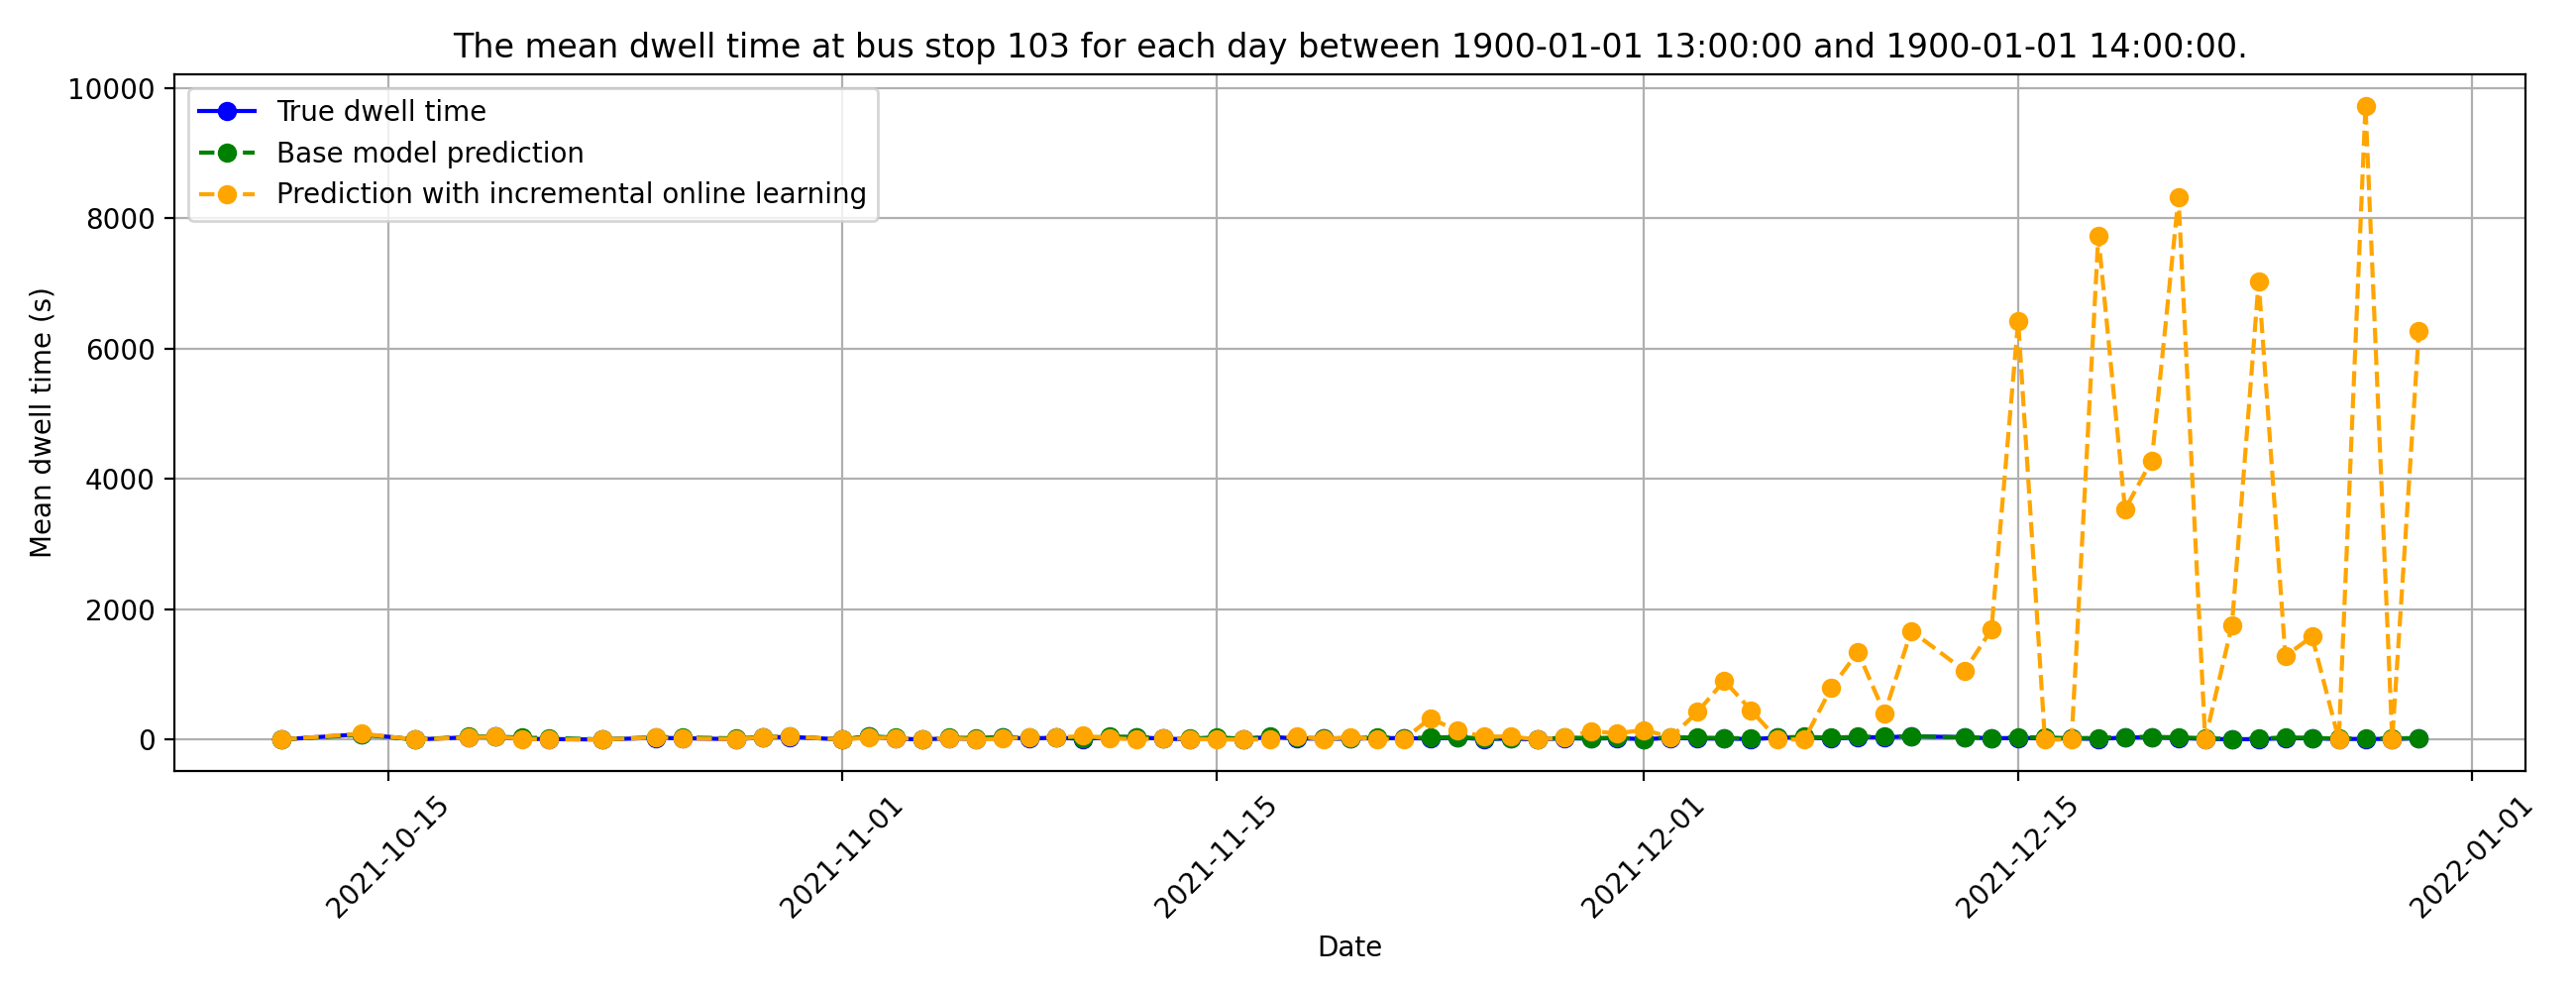 The mean dwell time at bus stop 103 for each day between 1900-01-01 13:00:00 and 1900-01-01 14:00:00.
10000
8000
6000
4000
2000
0
Mean dwell time (s)
True dwell time
Base model prediction
Prediction with incremental online learning
2021-10-15
2021-11-01
2021-11-15
2021-12-01
2021-12-15
2022-01-01
Date